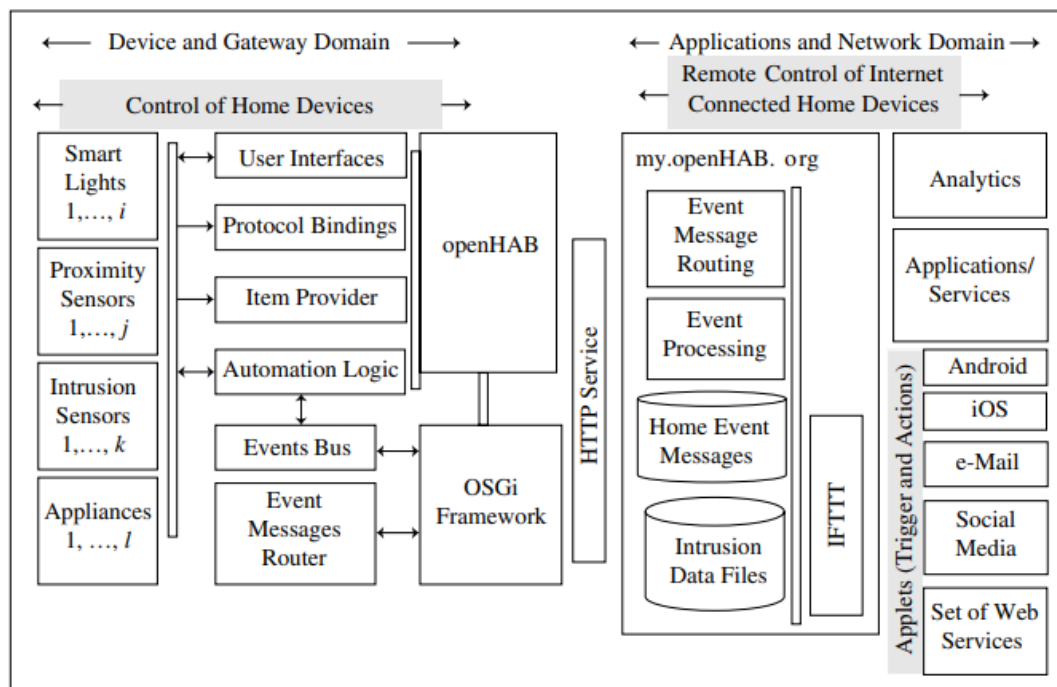 Device and Gateway Domain
Applications and Network Domain
Control of Home Devices
Remote Control of Internet
Connected Home Devices
Smart
Lights
1,…, i
Proximity
Sensors
1,…, j
Intrusion
Sensors
1,…, k
Appliances
1, …, l
User Interfaces
Protocol Bindings
Item Provider
Automation Logic
Events Bus
Event
Messages
Router
openHAB
OSGi
Framework
HTTP Service
my.openHAB. org
Event
Message
Routing
Event
Processing
Home Event
Messages
Intrusion
Data Files
IFTTT
Analytics
Applications/
Services
Applets (Trigger and Actions)
Android
iOS
e-Mail
Social
Media
Set of Web
Services